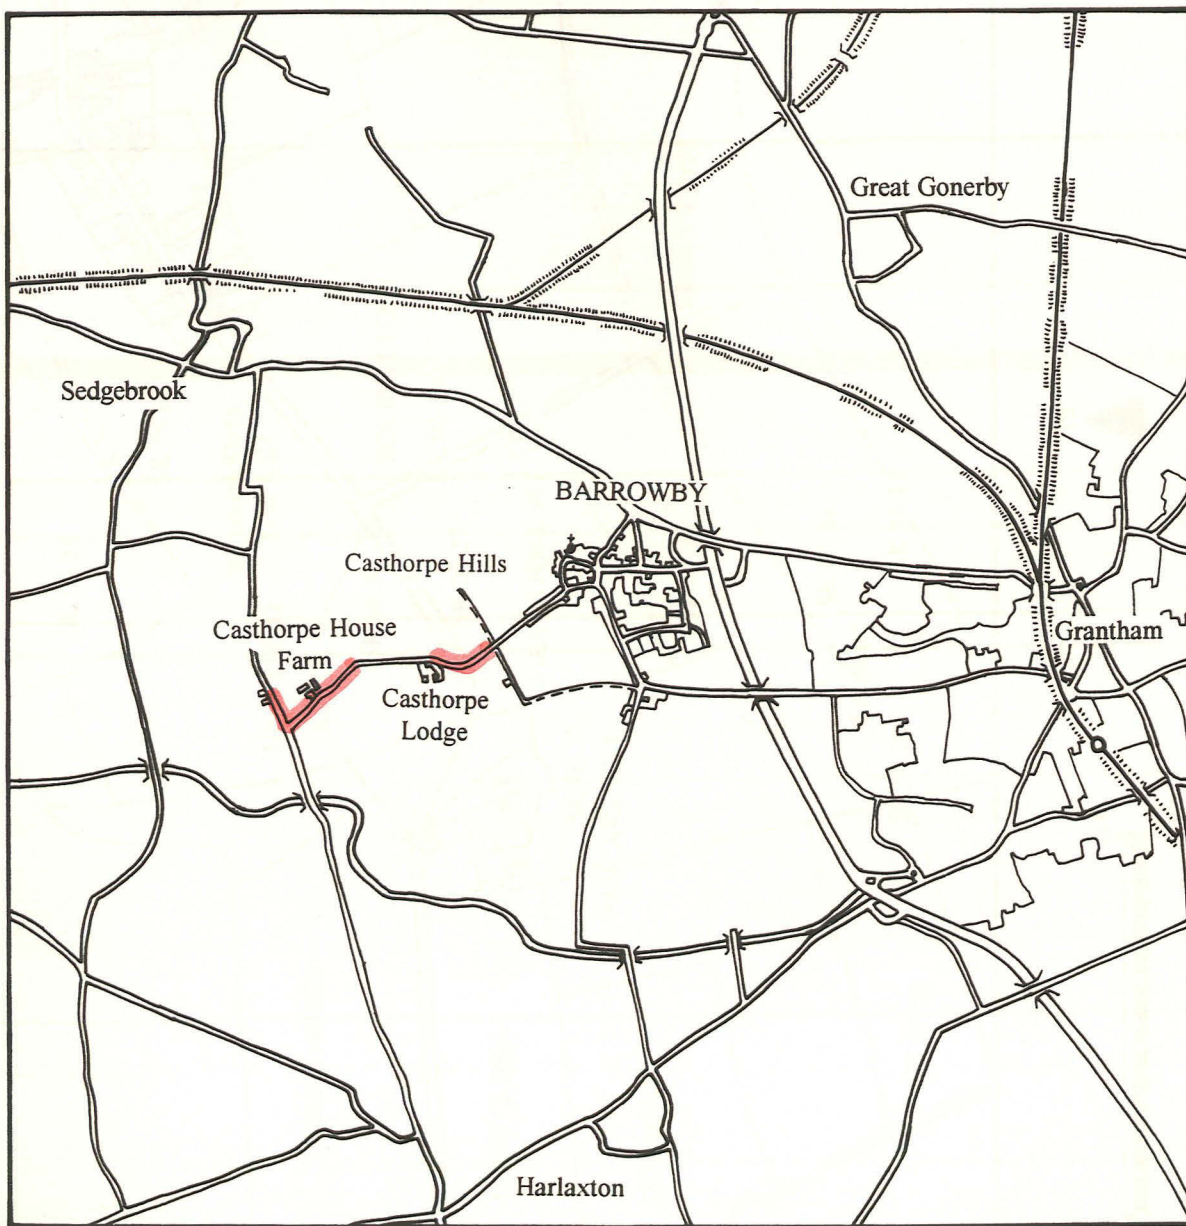 Great Gonerby
Sedgebrook
BARROWBY
Casthorpe Hills
Casthorpe House
Farm
Grantham
Casthorpe
Lodge
Harlaxton